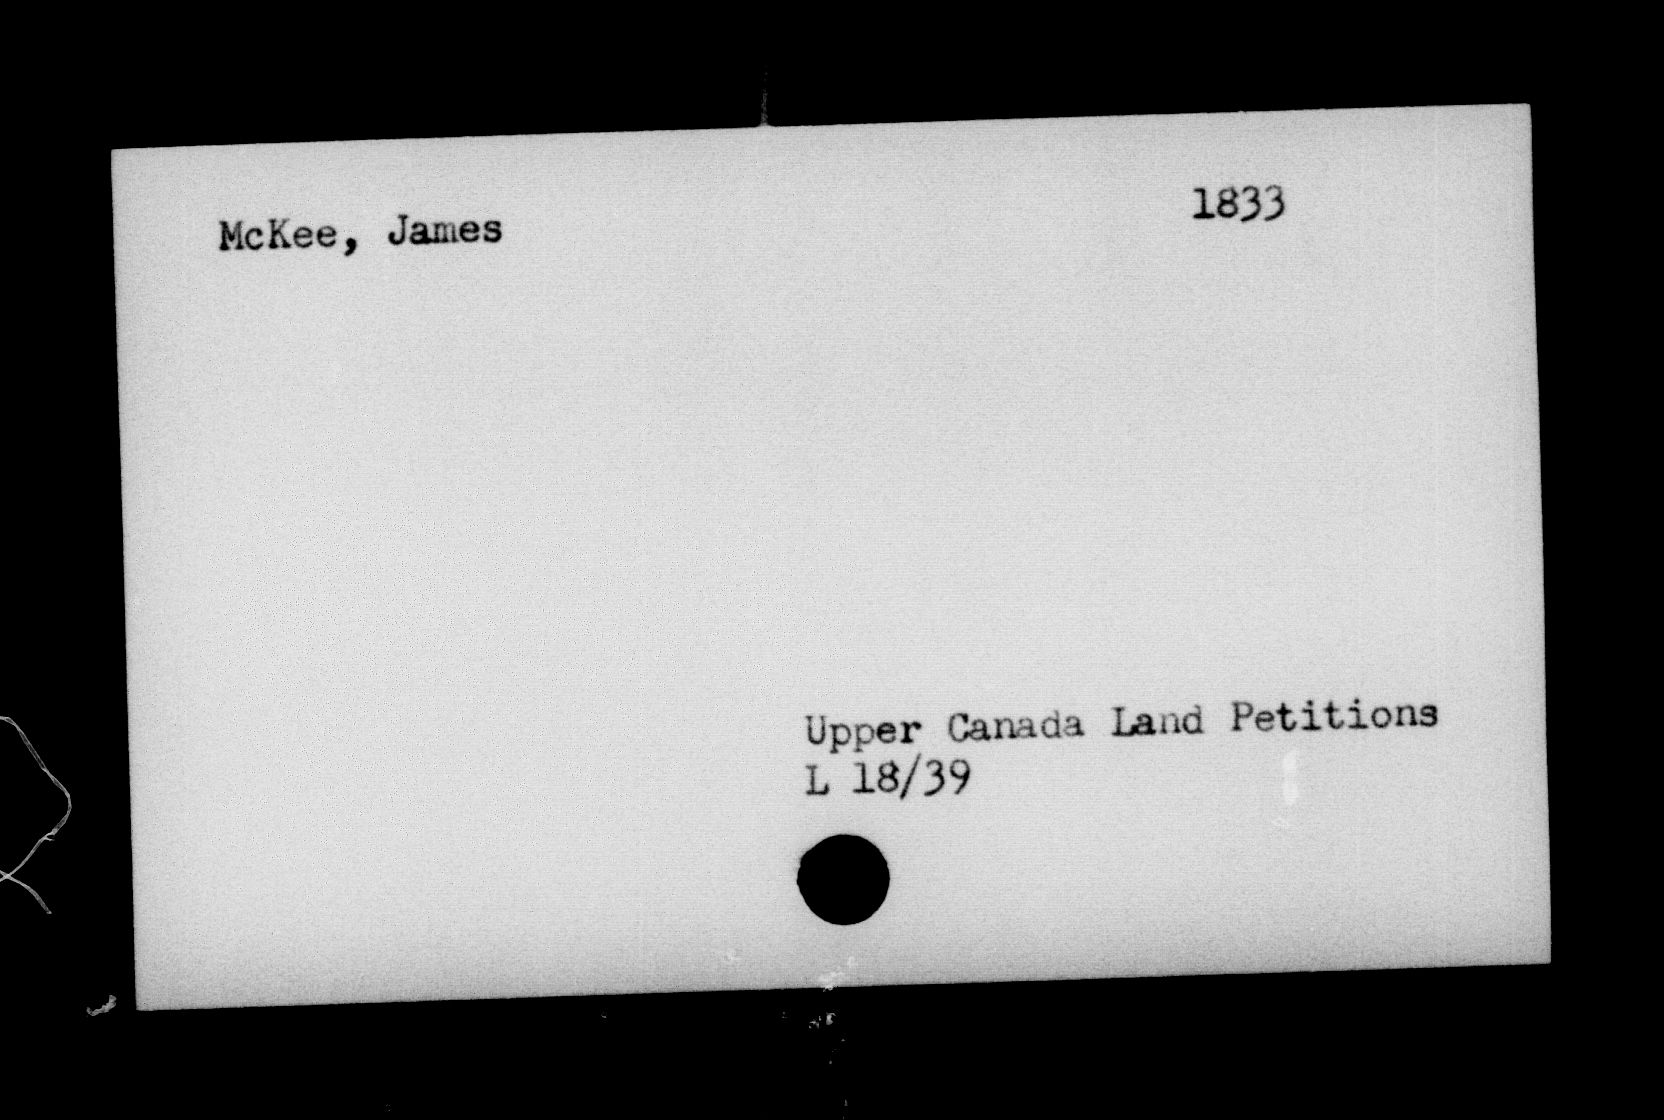 McKee, James 1833
Upper Canada Land Petitions
L 18/39